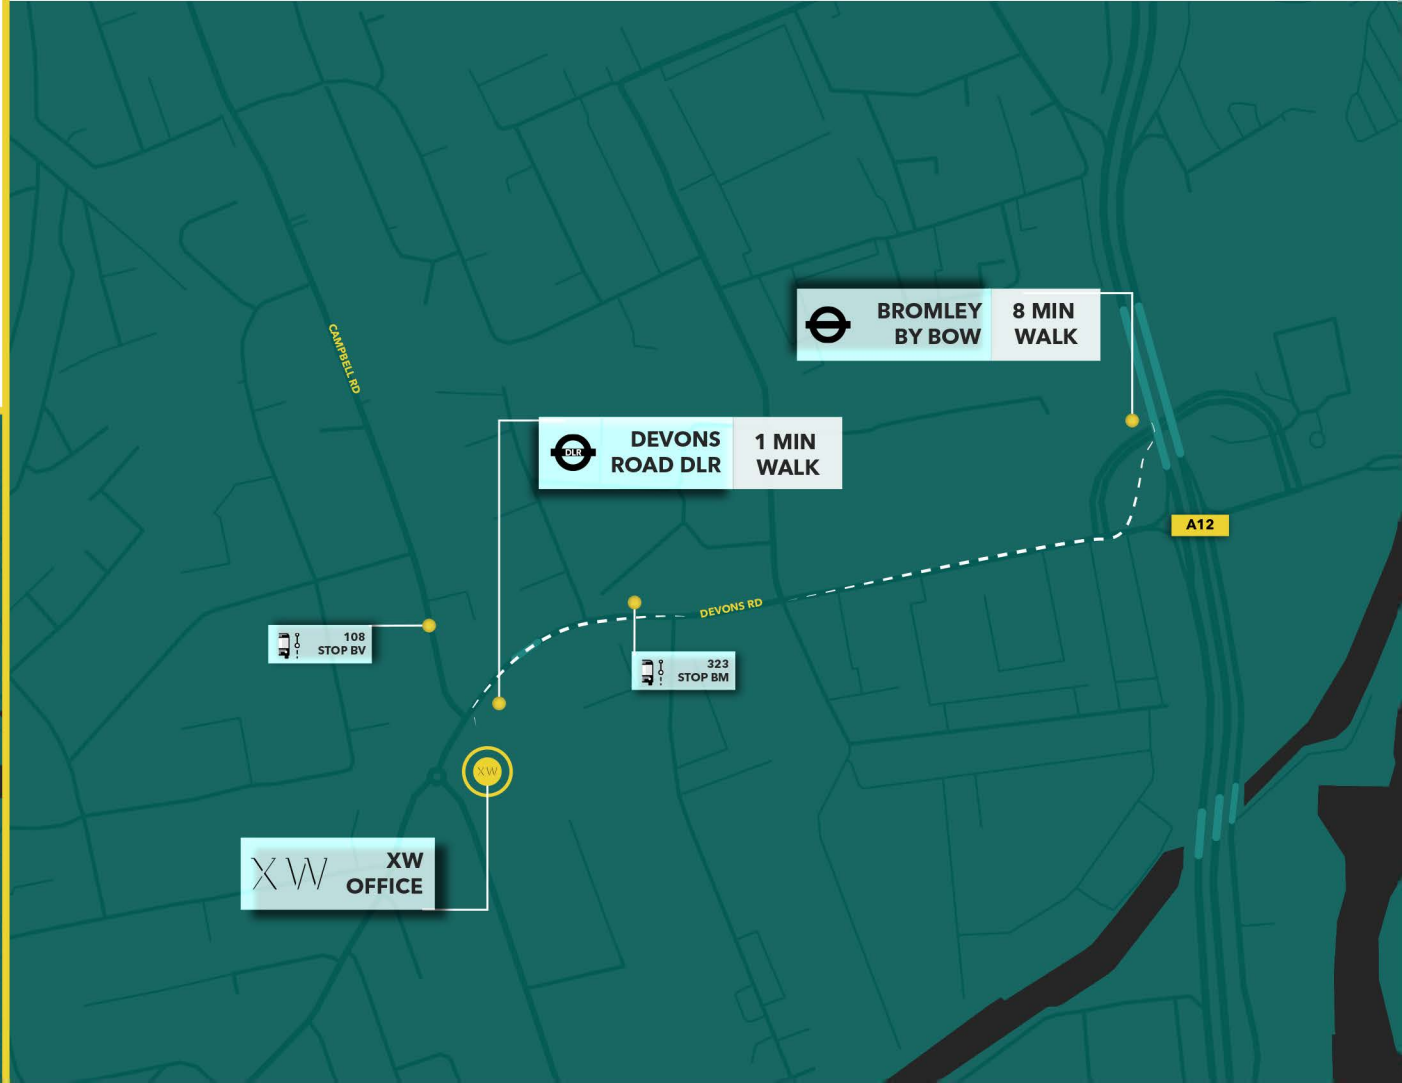 BROMLEY
BY BOW
8 MIN
WALK
CAMPBELL RD
DLR
DEVONS
ROAD DLR
1 MIN
WALK
A12
DEVONS RD
108
STOP BV
323
STOP BM
XW
XW
XW
OFFICE